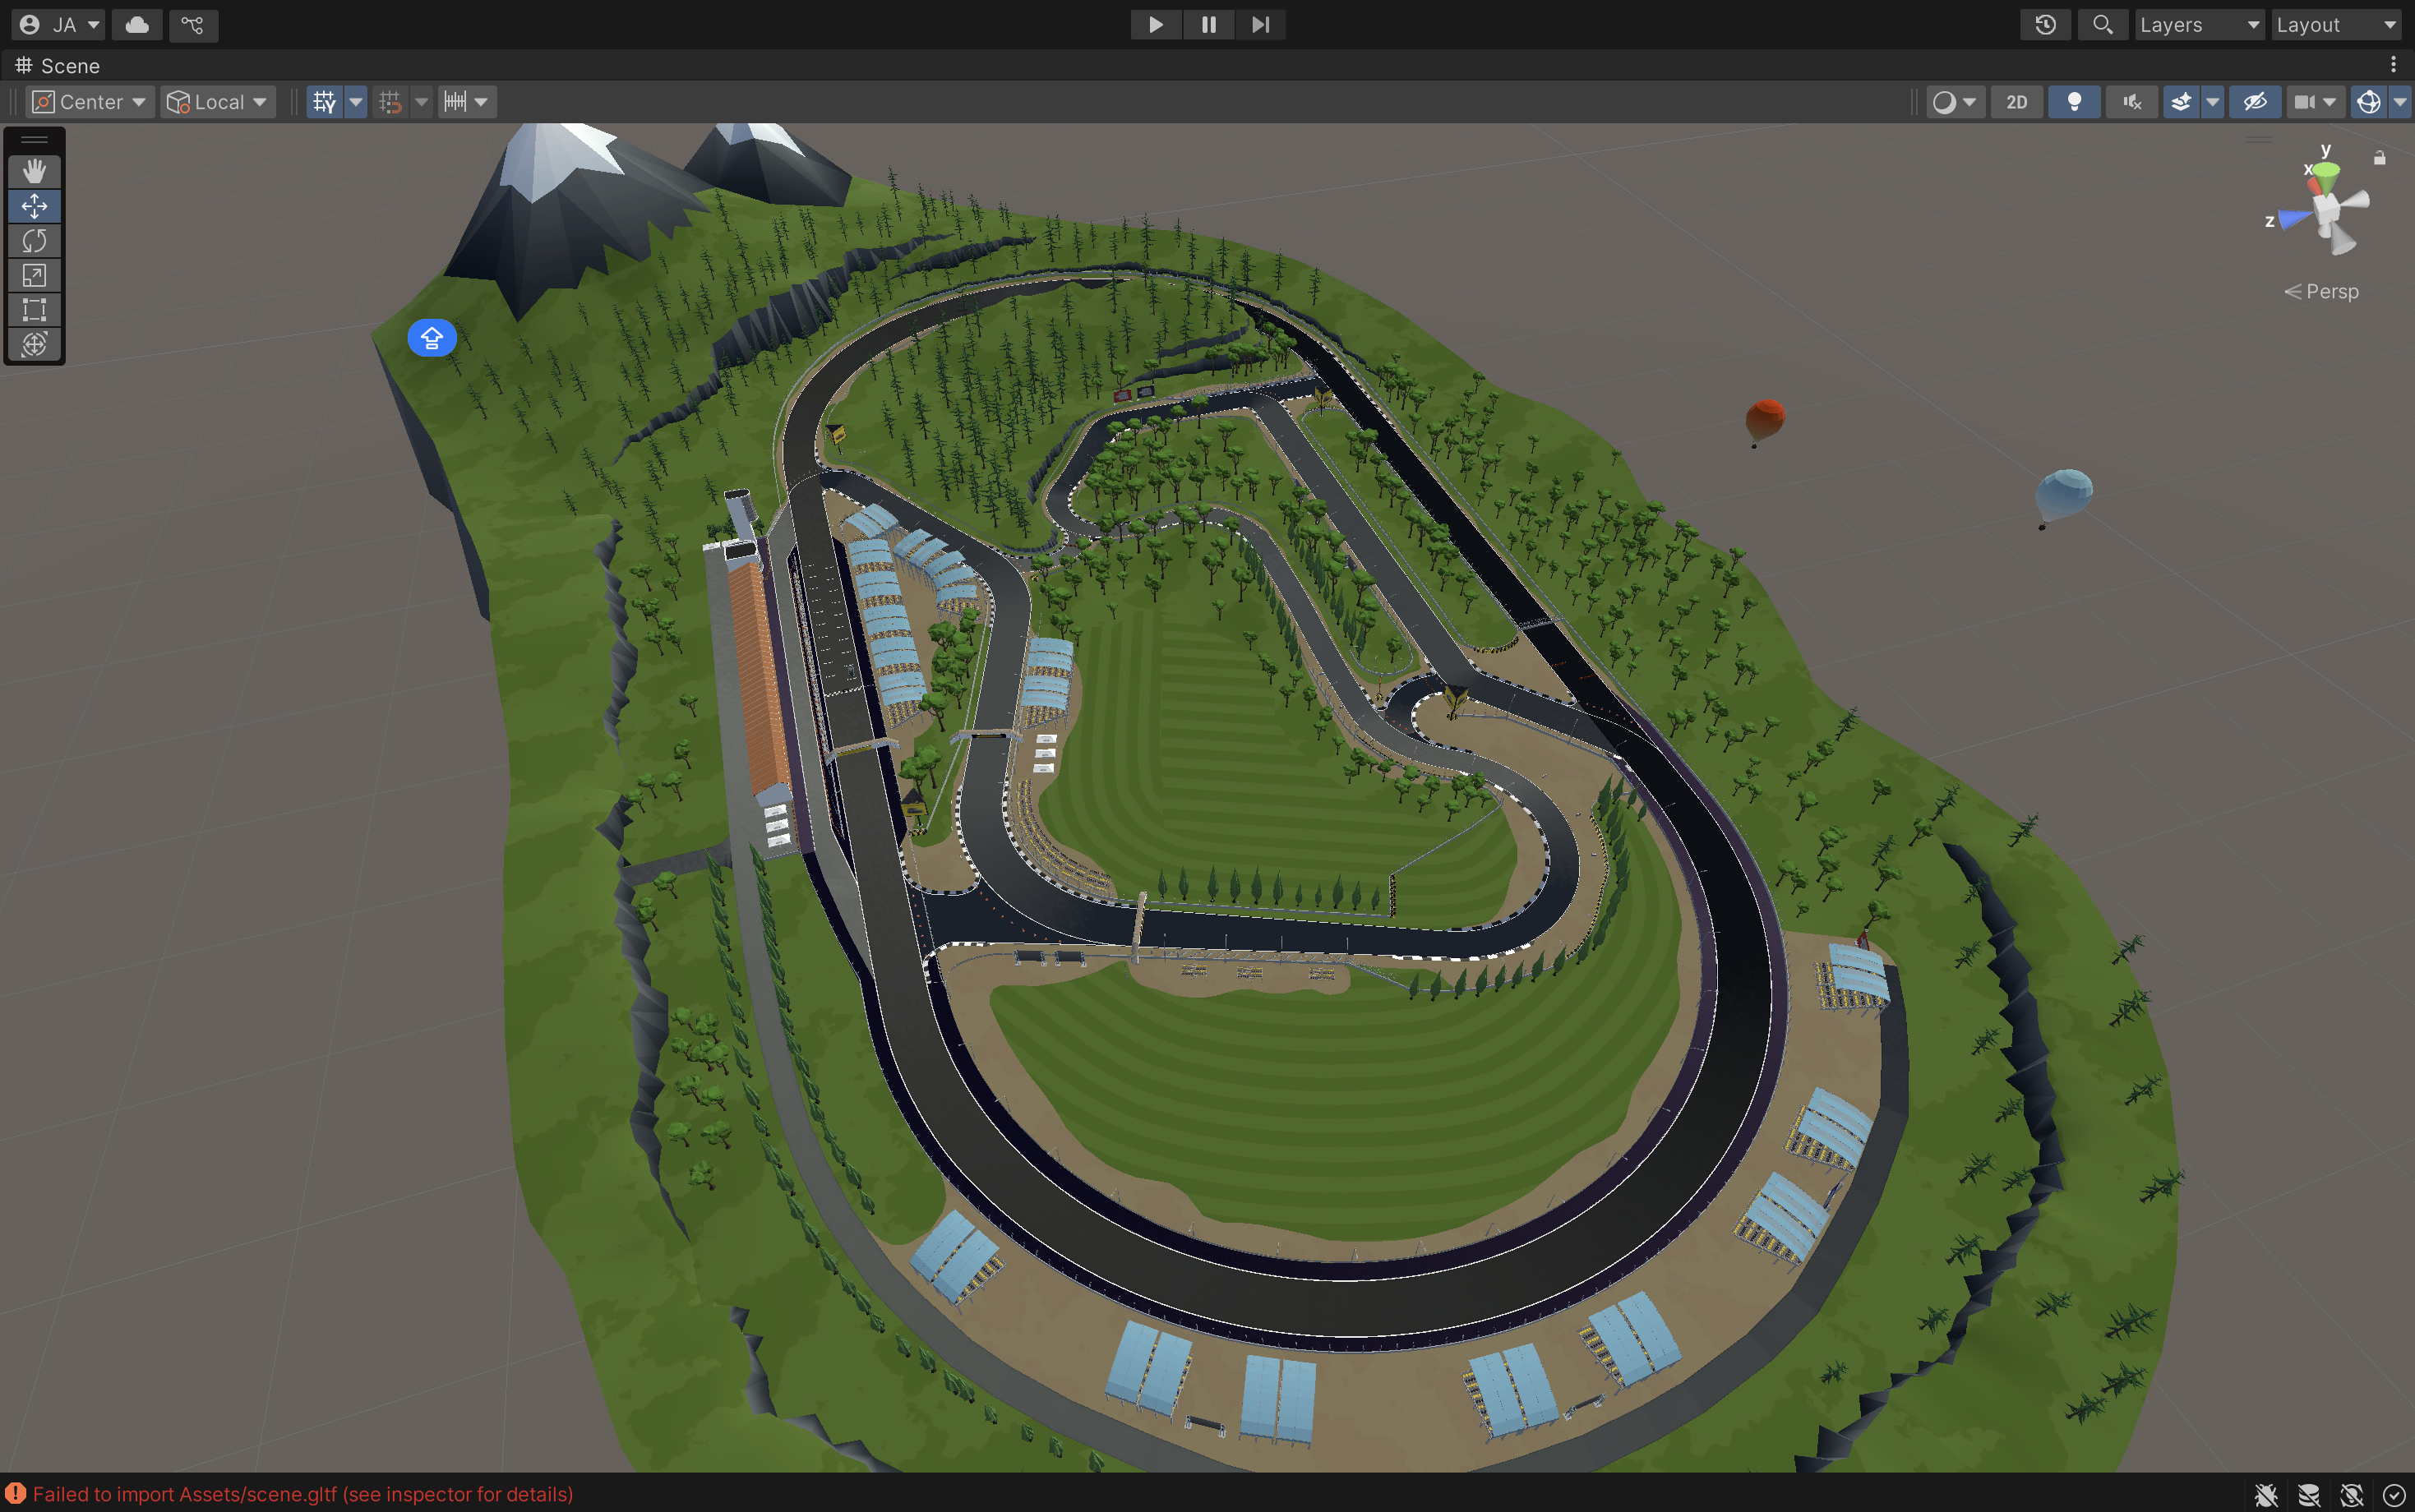 JA
Layers
Layout
Scene
Center
Local
2D
y
x
z
Persp
Failed to import Assets/scene.gltf (see inspector for details)